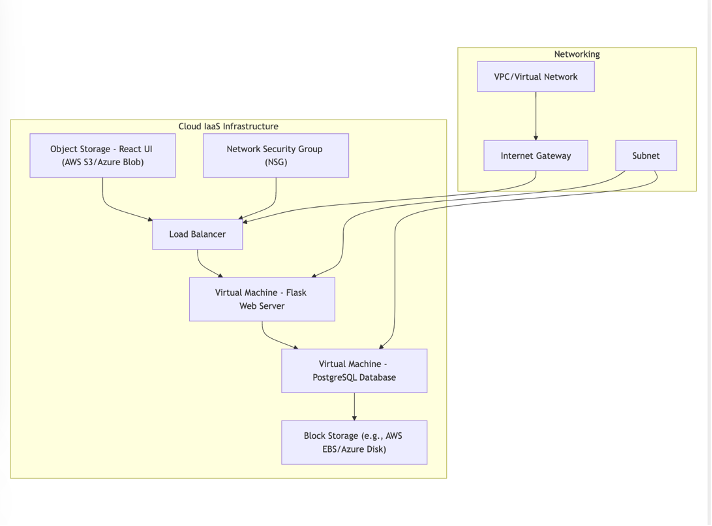 Networking
VPC/Virtual Network
Cloud IaaS Infrastructure
Object Storage - React UI
(AWS S3/Azure Blob)
Network Security Group
(NSG)
Internet Gateway
Subnet
Load Balancer
Virtual Machine - Flask
Web Server
Virtual Machine -
PostgreSQL Database
Block Storage (e.g., AWS
EBS/Azure Disk)